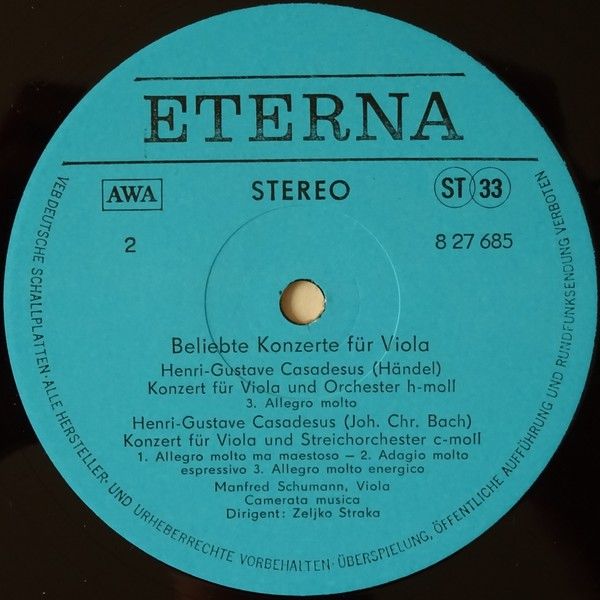 ETERNA
AWA
STEREO
ST 33
2
8 27 685
Beliebte Konzerte für Viola
Henri-Gustave Casadesus (Händel)
Konzert für Viola und Orchester h-moll
3. Allegro molto
Henri-Gustave Casadesus (Joh. Chr. Bach)
Konzert für Viola und Streichorchester c-moll
1. Allegro molto ma maestoso – 2. Adagio molto
espressivo 3. Allegro molto energico
Manfred Schumann, Viola
Camerata musica
Dirigent: Zeljko Straka
VEB DEUTSCHE SCHALLPLATTEN·ALLE HERSTELLER- UND URHEBERRECHTE VORBEHALTEN·ÜBERSPIELUNG, ÖFFENTLICHE AUFFÜHRUNG UND RUNDFUNKSENDUNG VERBOTEN